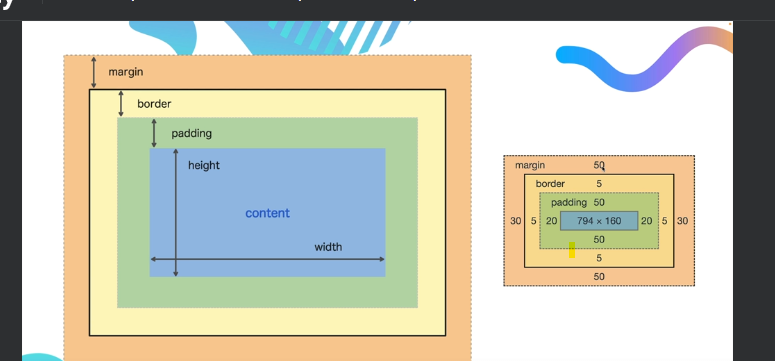 margin
border
padding
height
content
width
margin 50
border 5
padding 50
30 5 20 794 × 160 20 5 30
50
5
50